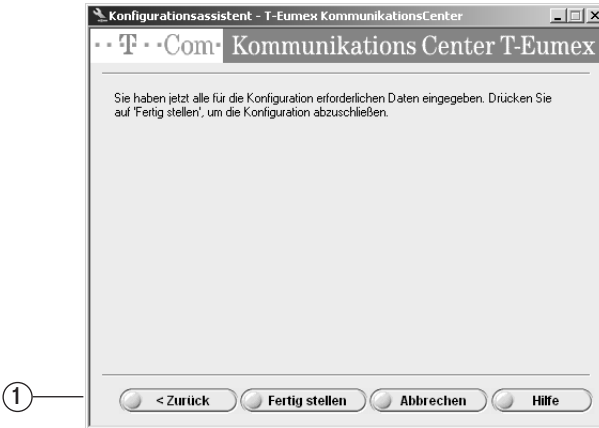 Konfigurationsassistent - T-Eumex KommunikationsCenter
·· T ··Com· Kommunikations Center T-Eumex
Sie haben jetzt alle für die Konfiguration erforderlichen Daten eingegeben. Drücken Sie
auf 'Fertig stellen', um die Konfiguration abzuschließen.
1 < Zurück Fertig stellen Abbrechen Hilfe